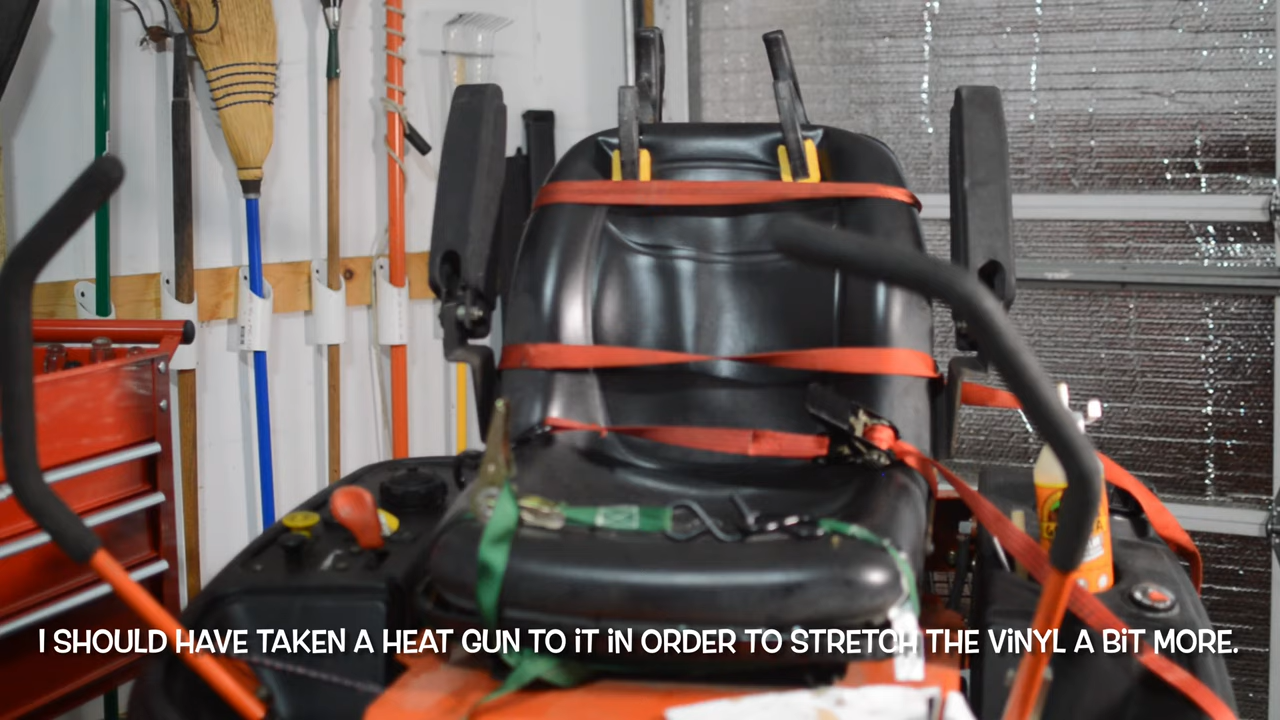 I SHOULD HAVE TAKEN A HEAT GUN TO IT IN ORDER TO STRETCH THE VINYL A BIT MORE.